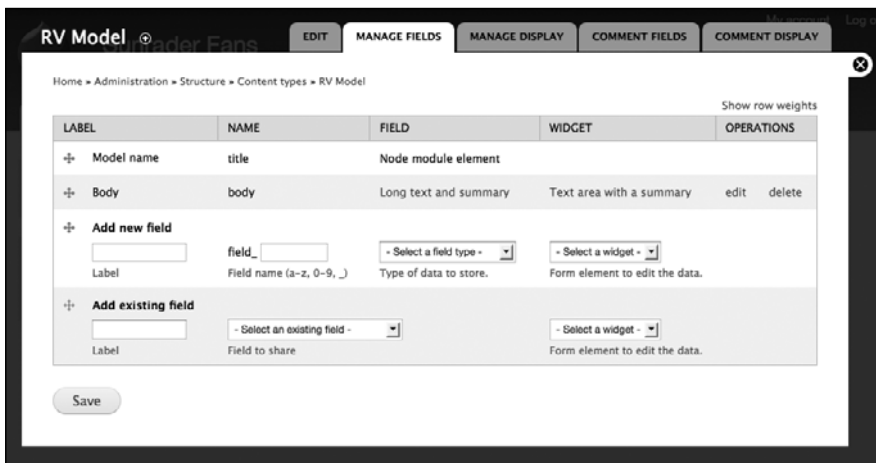 My account Log o
RV Model
Suntrader Fans
EDIT MANAGE FIELDS MANAGE DISPLAY COMMENT FIELDS COMMENT DISPLAY
Home » Administration » Structure » Content types » RV Model
Show row weights
LABEL NAME FIELD WIDGET OPERATIONS
Model name title Node module element
Body body Long text and summary Text area with a summary edit delete
Add new field
field_ - Select a field type - - Select a widget -
Label Field name (a-z, 0-9, _) Type of data to store. Form element to edit the data.
Add existing field
- Select an existing field - - Select a widget -
Label Field to share Form element to edit the data.
Save